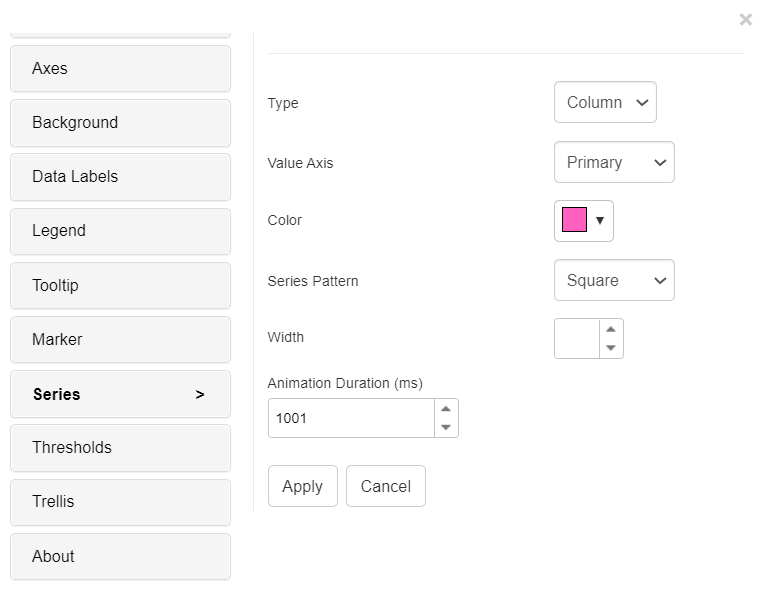 ×
Axes
Background
Data Labels
Legend
Tooltip
Marker
Series >
Thresholds
Trellis
About
Type Column
Value Axis Primary
Color
Series Pattern Square
Width
Animation Duration (ms)
1001
Apply Cancel